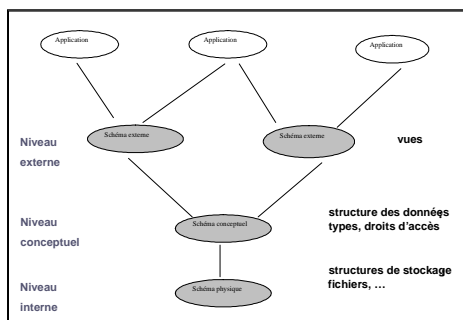 Application
Application
Application
Niveau
externe
Schéma externe
Schéma externe
vues
Niveau
conceptuel
Schéma conceptuel
structure des données
types, droits d'accès
Niveau
interne
Schéma physique
structures de stockage
fichiers, …